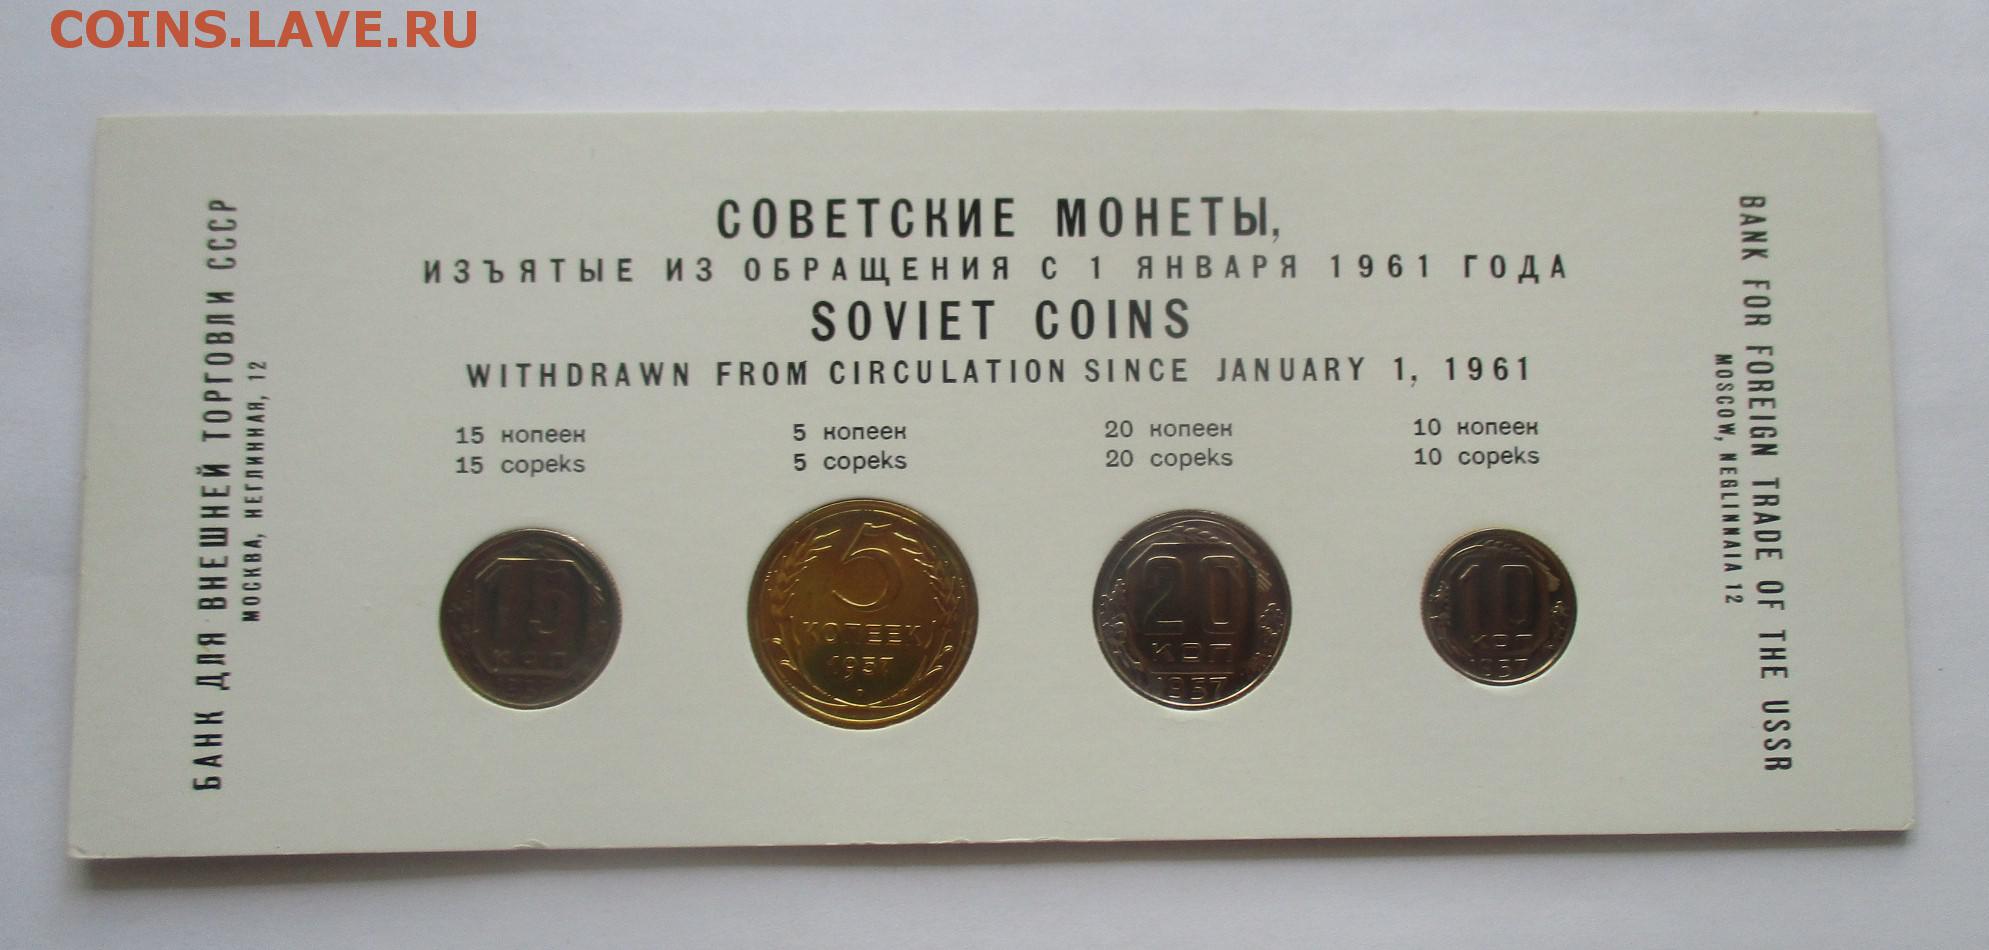 COINS.LAVE.RU
БАНК ДЛЯ ВНЕШНЕЙ ТОРГОВЛИ СССР
МОСКВА, НЕГЛИННАЯ, 12
СОВЕТСКИЕ МОНЕТЫ,
ИЗЪЯТЫЕ ИЗ ОБРАЩЕНИЯ С 1 ЯНВАРЯ 1961 ГОДА
SOVIET COINS
WITHDRAWN FROM CIRCULATION SINCE JANUARY 1, 1961
15 копеек
15 copeks
5 копеек
5 copeks
20 копеек
20 copeks
10 копеек
10 copeks
15
КОП
5
КОПЕЕК
1957
20
КОП
1957
10
КОП
1957
BANK FOR FOREIGN TRADE OF THE USSR
MOSCOW, NEGLINNAIA 12